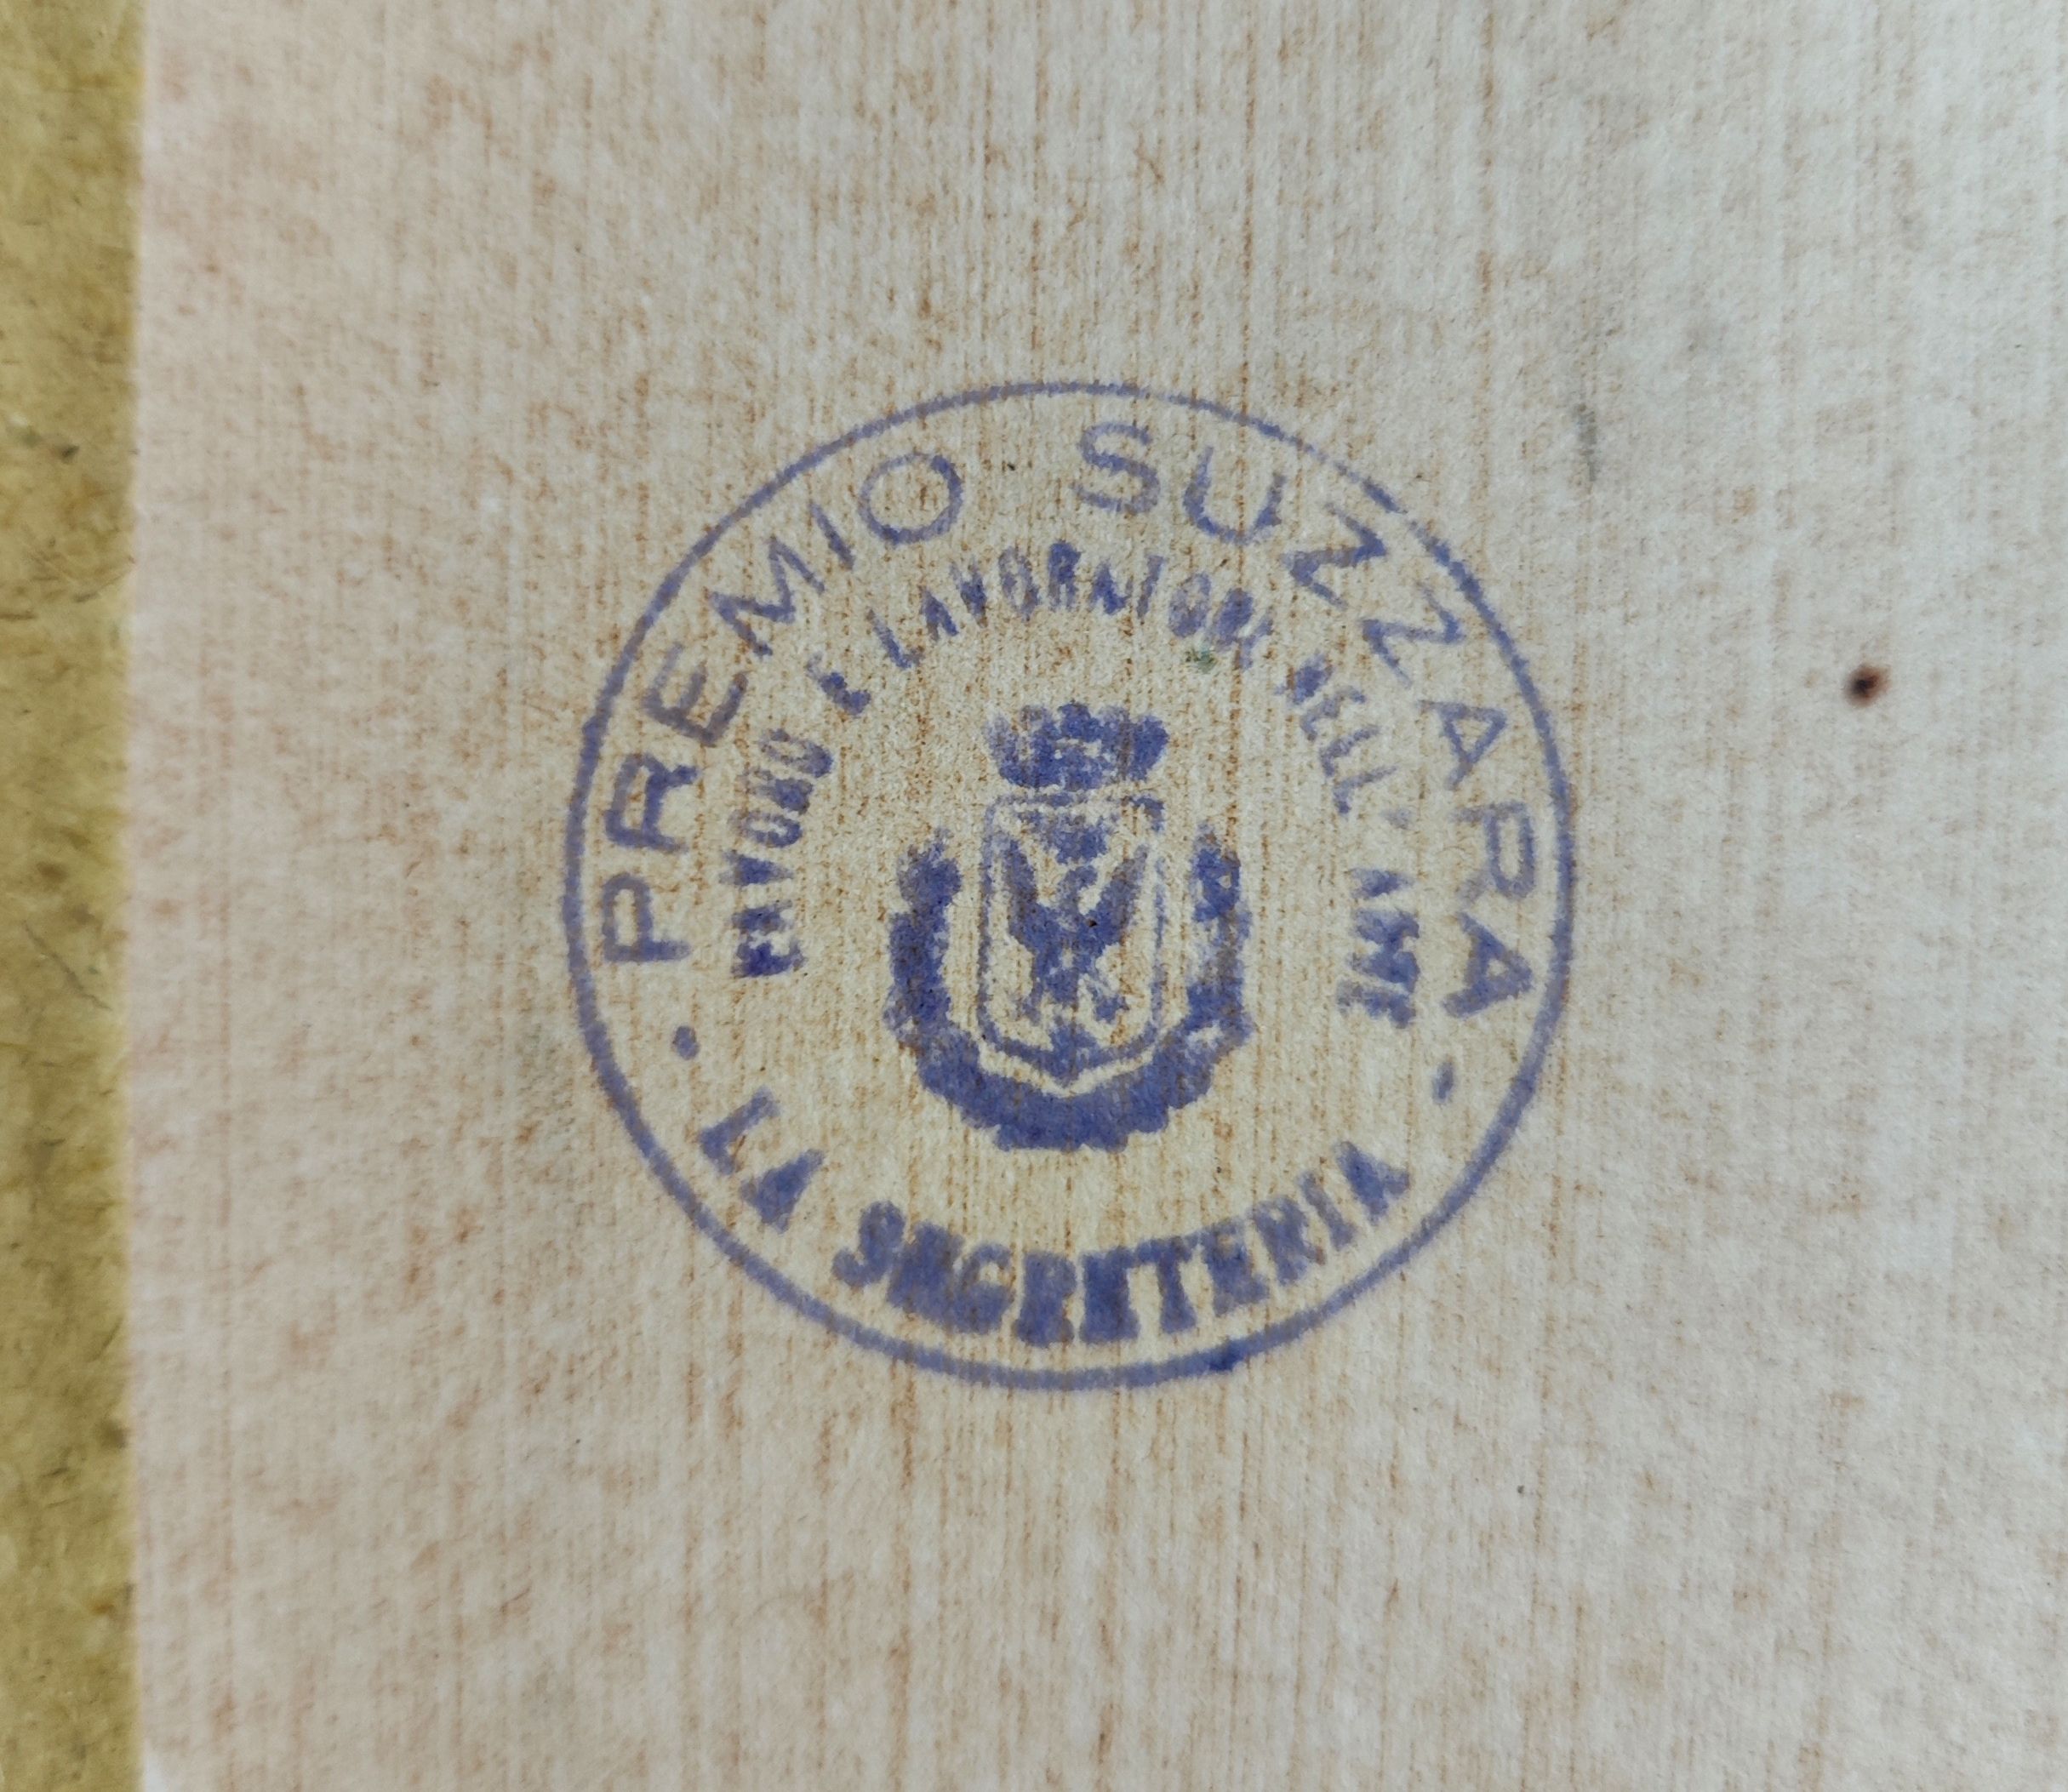 PREMIO SUZZARA
LAVORO E LAVORATORI NELL'ARTE
LA SEGRETERIA